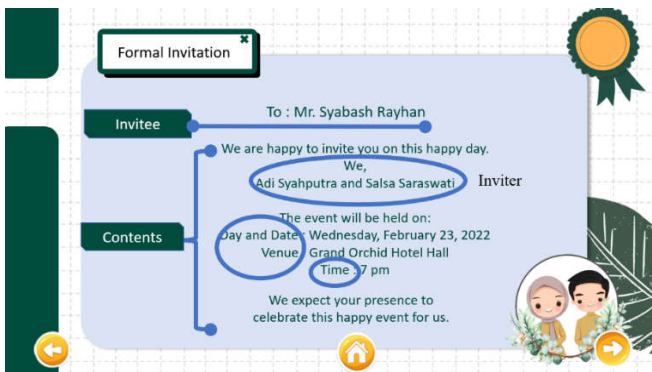 Formal Invitation
Invitee
To : Mr. Syabash Rayhan
We are happy to invite you on this happy day.
We,
Adi Syahputra and Salsa Saraswati
Inviter
Contents
The event will be held on:
Day and Date : Wednesday, February 23, 2022
Venue : Grand Orchid Hotel Hall
Time : 7 pm
We expect your presence to
celebrate this happy event for us.